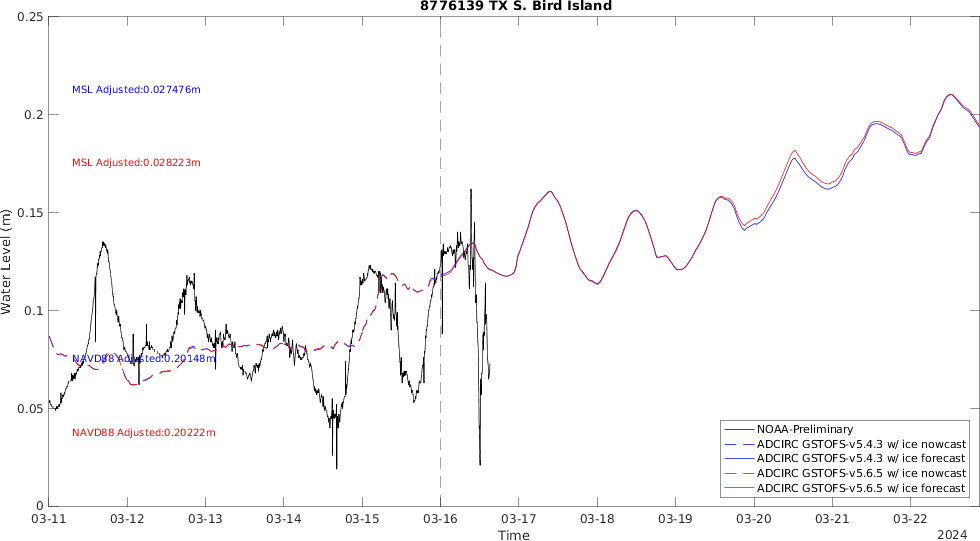 8776139 TX S. Bird Island
0.25
0.2
0.15
0.1
0.05
0
Water Level (m)
MSL Adjusted:0.027476m
MSL Adjusted:0.028223m
NAVD88 Adjusted:0.20148m
NAVD88 Adjusted:0.20222m
NOAA-Preliminary
ADCIRC GSTOFS-v5.4.3 w/ ice nowcast
ADCIRC GSTOFS-v5.4.3 w/ ice forecast
ADCIRC GSTOFS-v5.6.5 w/ ice nowcast
ADCIRC GSTOFS-v5.6.5 w/ ice forecast
03-11 03-12 03-13 03-14 03-15 03-16 03-17 03-18 03-19 03-20 03-21 03-22
Time
2024